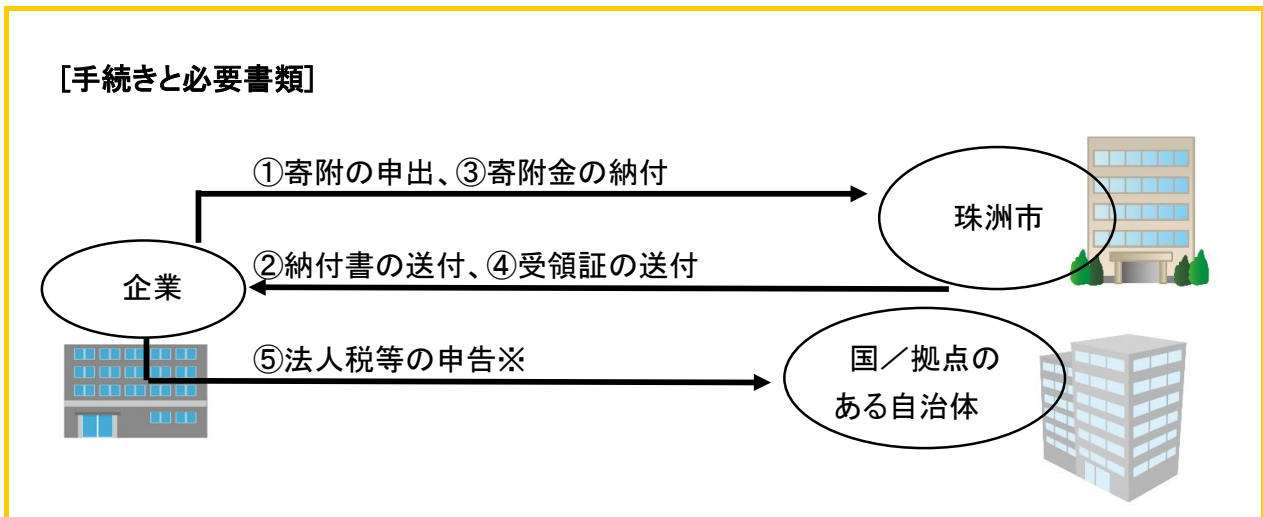 [手続きと必要書類]
①寄附の申出、③寄附金の納付
珠洲市
②納付書の送付、④受領証の送付
企業
⑤法人税等の申告※
国／拠点の
ある自治体